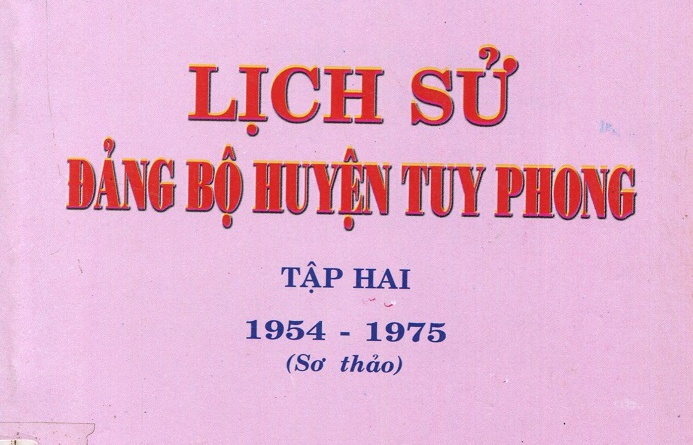 LỊCH SỬ
ĐẢNG BỘ HUYỆN TUY PHONG
TẬP HAI
1954 - 1975
(Sơ thảo)